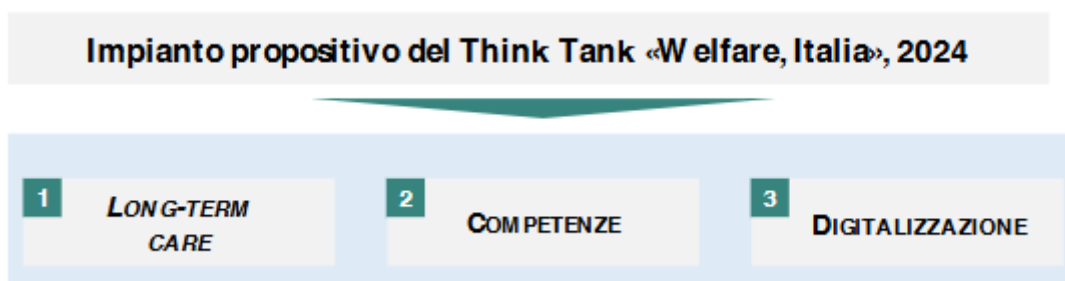 Impianto propositivo del Think Tank «Welfare, Italia», 2024
1
LONG-TERM
CARE
2
COMPETENZE
3
DIGITALIZZAZIONE